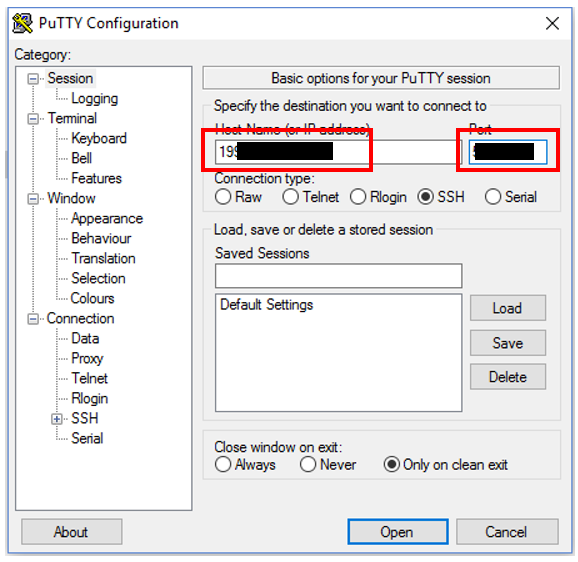 PuTTY Configuration
Category:
Session
Logging
Terminal
Keyboard
Bell
Features
Window
Appearance
Behaviour
Translation
Selection
Colours
Connection
Data
Proxy
Telnet
Rlogin
SSH
Serial
Basic options for your PuTTY session
Specify the destination you want to connect to
Host Name (or IP address) Port
199
Connection type:
Raw Telnet Rlogin SSH Serial
Load, save or delete a stored session
Saved Sessions
Default Settings
Load
Save
Delete
Close window on exit:
Always Never Only on clean exit
About Open Cancel